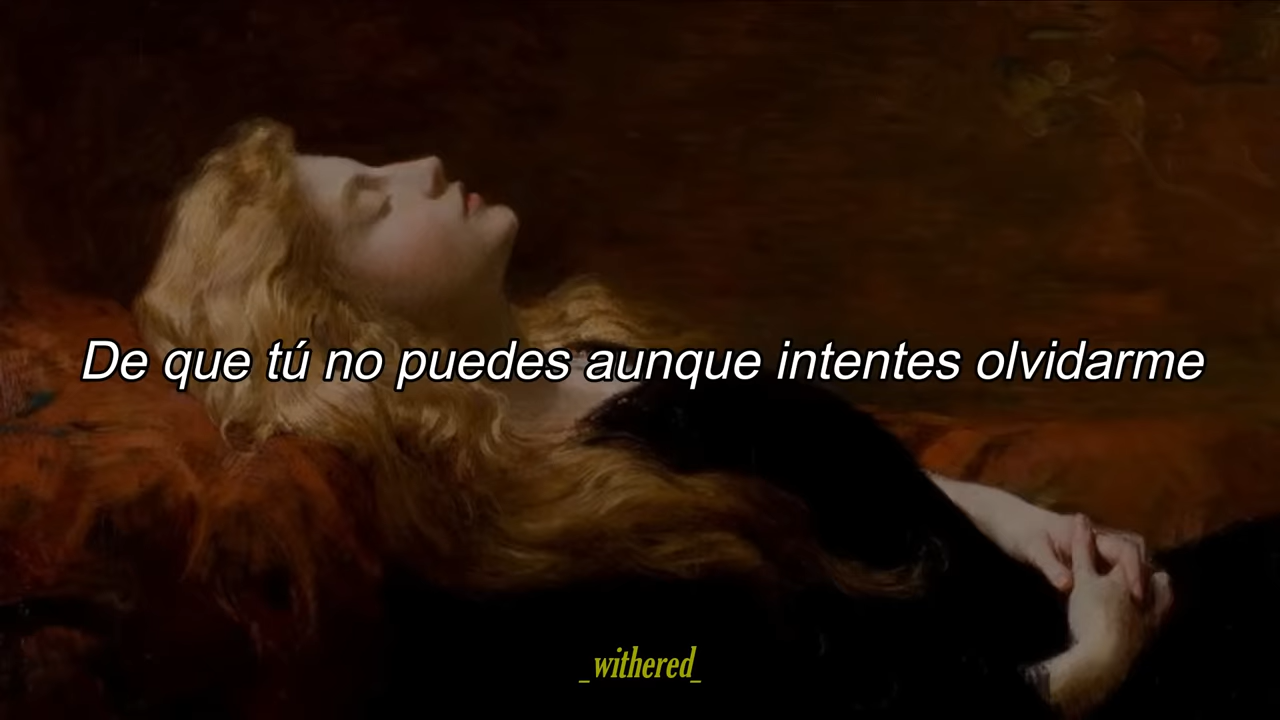 De que tú no puedes aunque intentes olvidarme
_withered_